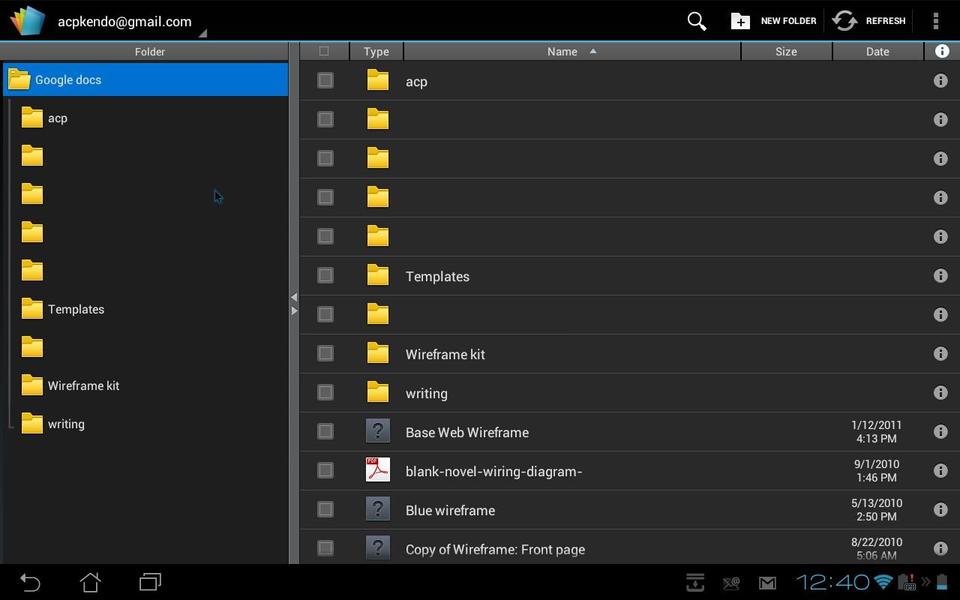 acpkendo@gmail.com
NEW FOLDER
REFRESH
Folder
Type
Name
Size
Date
Google docs
acp
Templates
Wireframe kit
writing
acp
Templates
Wireframe kit
writing
Base Web Wireframe
1/12/2011
4:13 PM
blank-novel-wiring-diagram-
9/1/2010
1:46 PM
Blue wireframe
5/13/2010
2:50 PM
Copy of Wireframe: Front page
8/22/2010
5:06 AM
12:40